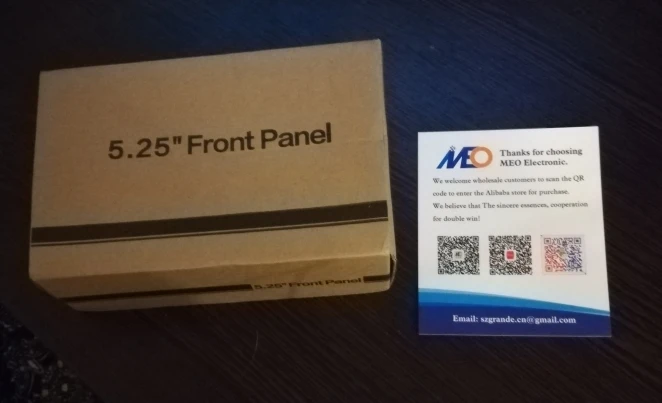 5.25" Front Panel
5.25" Front Panel
MEO
Thanks for choosing
MEO Electronic.
We welcome wholesale customers to scan the QR
code to enter the Alibaba store for purchase.
We believe that The sincere essences, cooperation
for double win!
Email: szgrande.cn@gmail.com